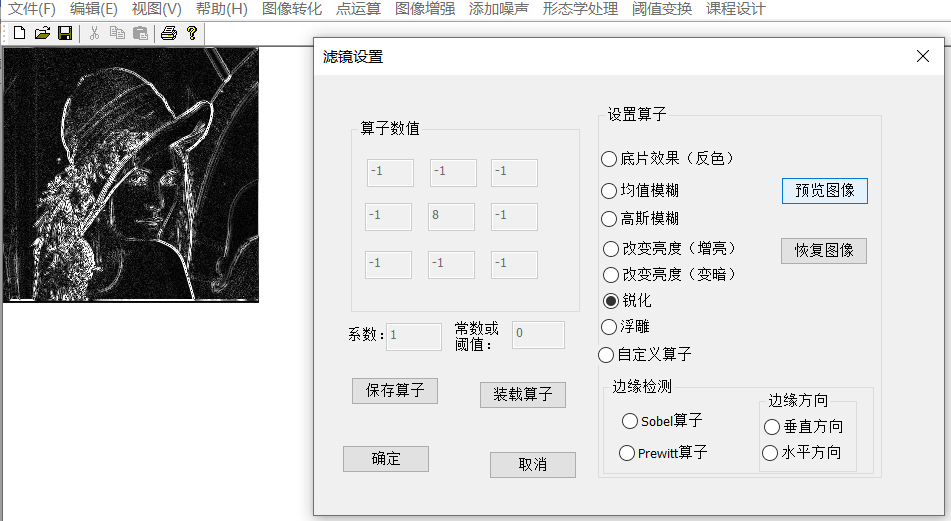 文件(F) 编辑(E) 视图(V) 帮助(H) 图像转化 点运算 图像增强 添加噪声 形态学处理 阈值变换 课程设计
滤镜设置
算子数值
-1 -1 -1
-1 8 -1
-1 -1 -1
系数： 1
常数或
阈值： 0
保存算子 装载算子
确定 取消
设置算子
底片效果（反色）
均值模糊
高斯模糊
改变亮度（增亮）
改变亮度（变暗）
锐化
浮雕
自定义算子
预览图像
恢复图像
边缘检测
Sobel算子
Prewitt算子
边缘方向
垂直方向
水平方向